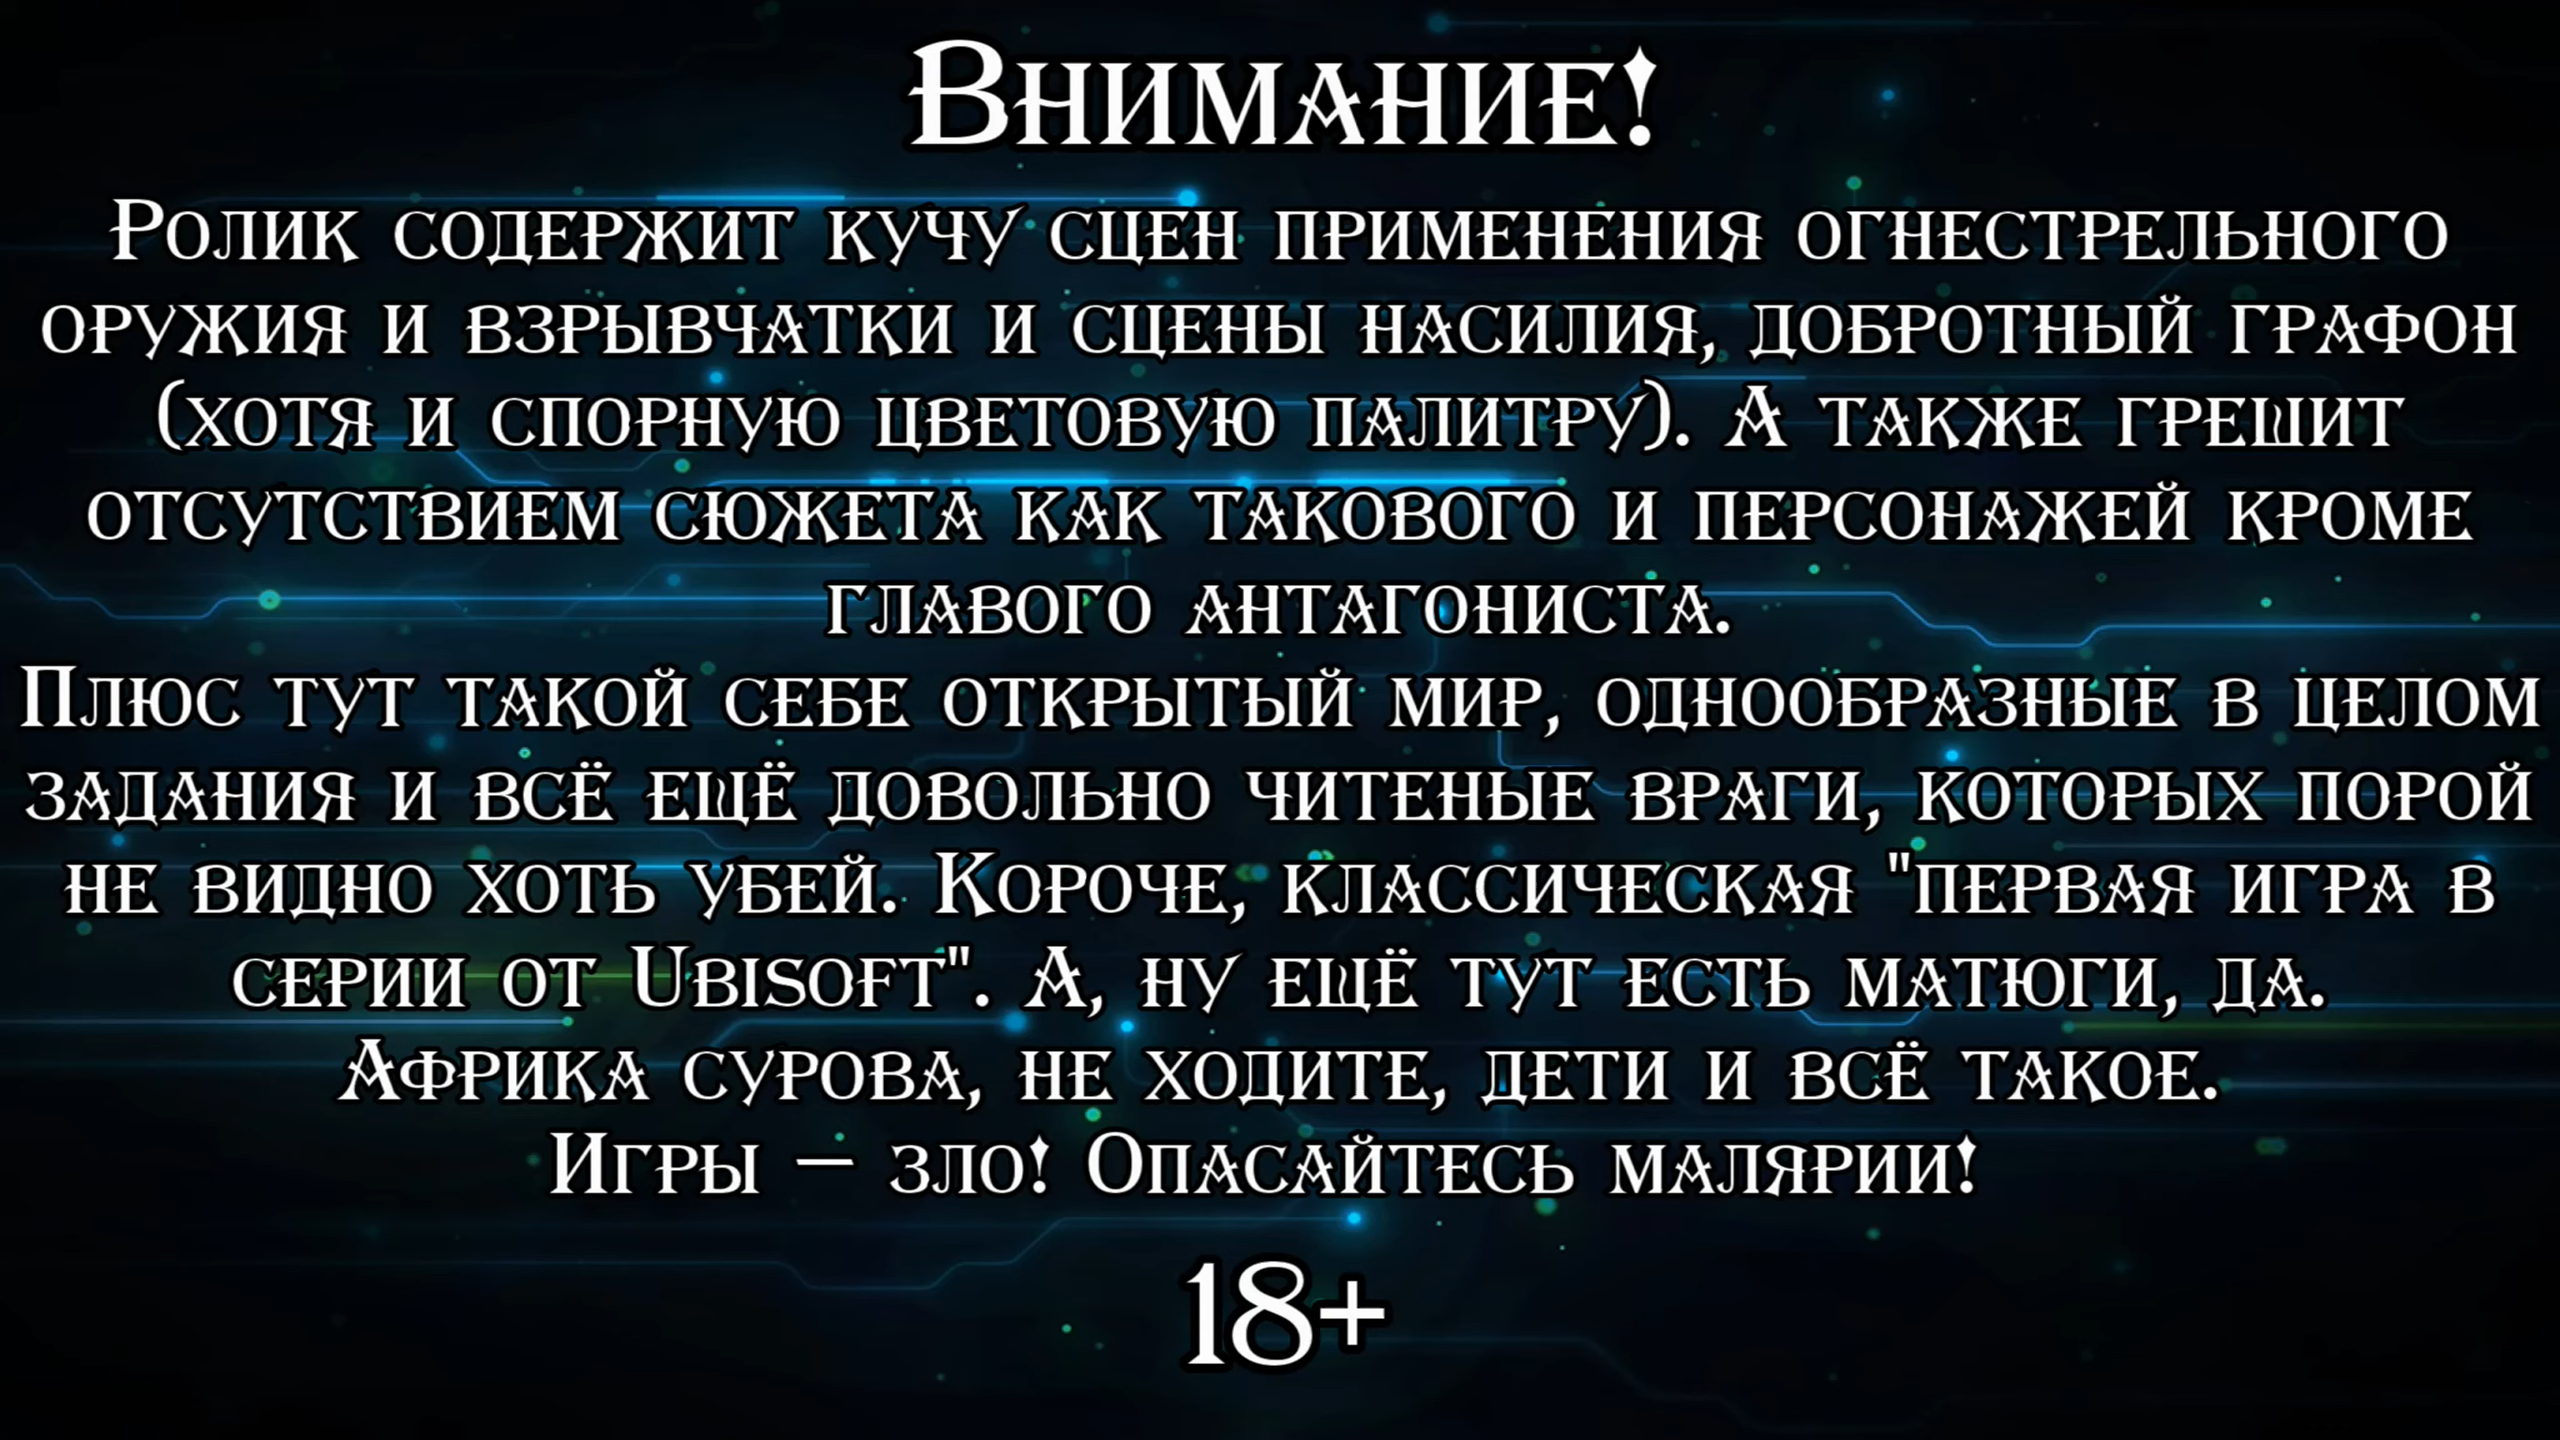 Внимание!
Ролик содержит кучу сцен применения огнестрельного
оружия и взрывчатки и сцены насилия, добротный графон
(хотя и спорную цветовую палитру). А также грешит
отсутствием сюжета как такового и персонажей кроме
главого антагониста.
Плюс тут такой себе открытый мир, однообразные в целом
задания и всё ещё довольно читеные враги, которых порой
не видно хоть убей. Короче, классическая "первая игра в
серии от Ubisoft". А, ну ещё тут есть матюги, да.
Африка сурова, не ходите, дети и всё такое.
Игры — зло! Опасайтесь малярии!
18+